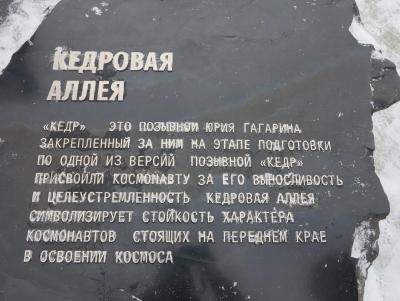 КЕДРОВАЯ
АЛЛЕЯ
«КЕДР» ЭТО ПОЗЫВНОЙ ЮРИЯ ГАГАРИНА
ЗАКРЕПЛЕННЫЙ ЗА НИМ НА ЭТАПЕ ПОДГОТОВКИ
ПО ОДНОЙ ИЗ ВЕРСИЙ ПОЗЫВНОЙ «КЕДР»
ПРИСВОИЛИ КОСМОНАВТУ ЗА ЕГО ВЫНОСЛИВОСТЬ
И ЦЕЛЕУСТРЕМЛЕННОСТЬ КЕДРОВАЯ АЛЛЕЯ
СИМВОЛИЗИРУЕТ СТОЙКОСТЬ ХАРАКТЕРА
КОСМОНАВТОВ СТОЯЩИХ НА ПЕРЕДНЕМ КРАЕ
В ОСВОЕНИИ КОСМОСА